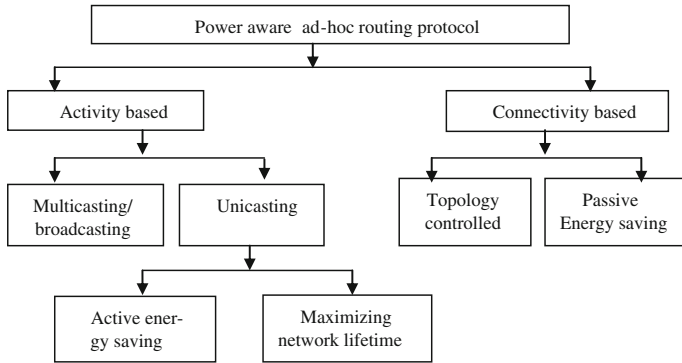 Power aware ad-hoc routing protocol
Activity based
Connectivity based
Multicasting/
broadcasting
Unicasting
Topology
controlled
Passive
Energy saving
Active ener-
gy saving
Maximizing
network lifetime